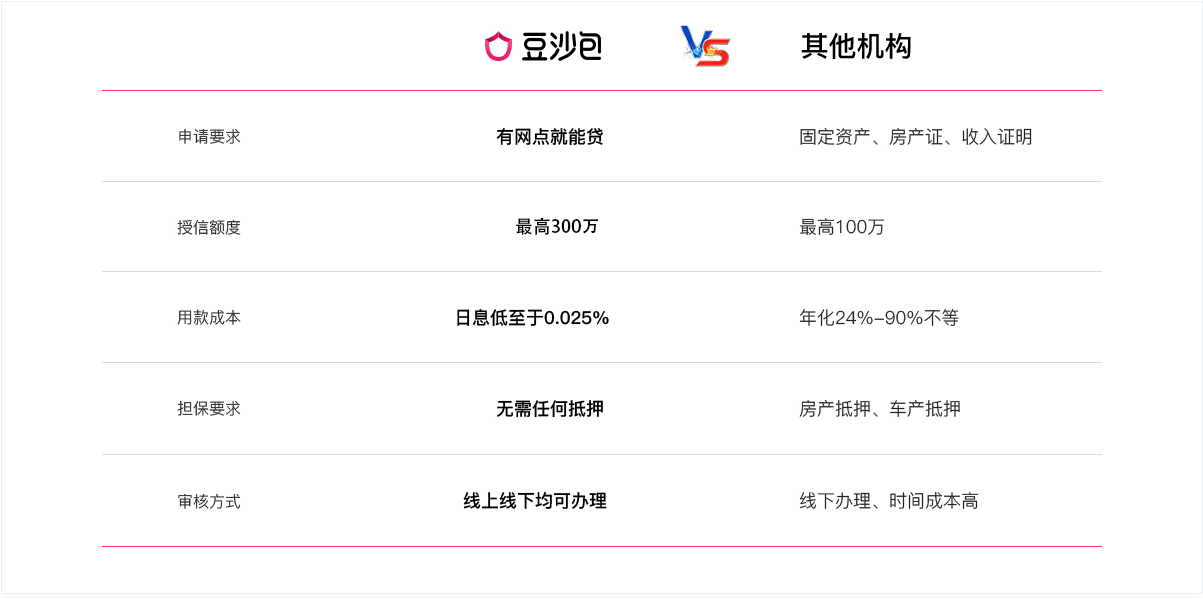 豆沙包 VS 其他机构
申请要求 有网点就能贷 固定资产、房产证、收入证明
授信额度 最高300万 最高100万
用款成本 日息低至于0.025% 年化24%-90%不等
担保要求 无需任何抵押 房产抵押、车产抵押
审核方式 线上线下均可办理 线下办理、时间成本高